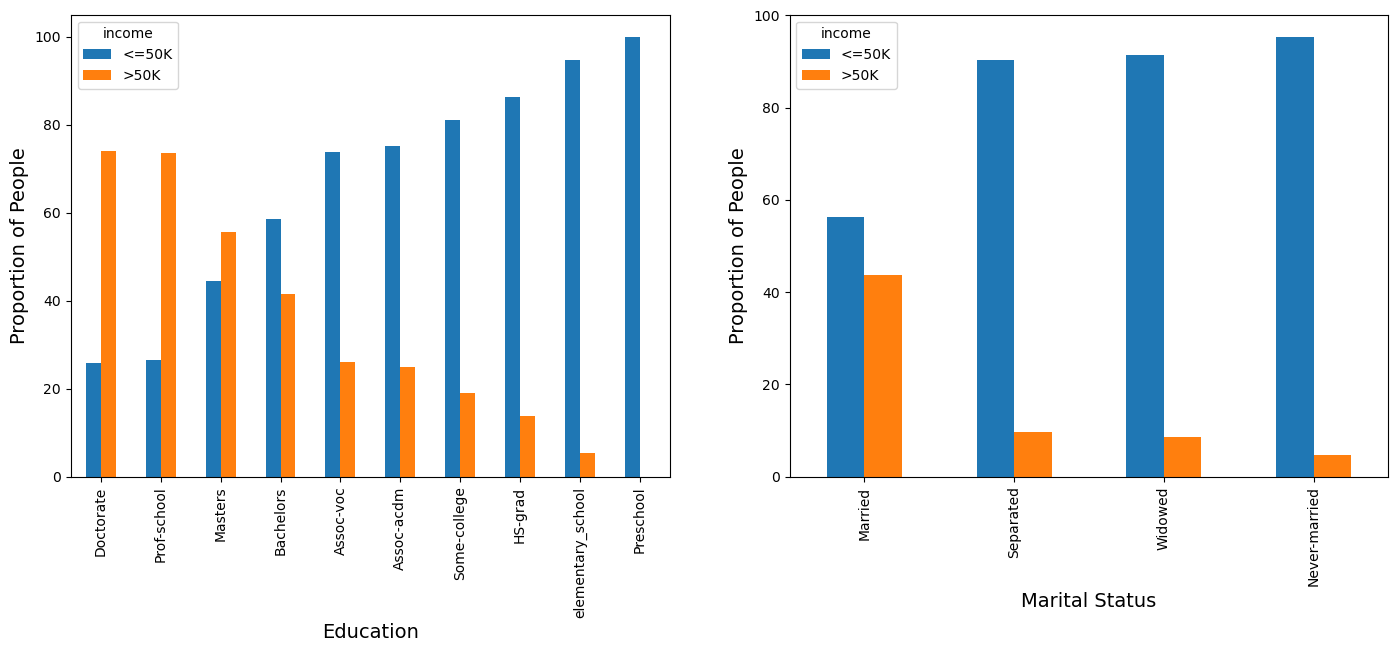 income
<=50K
>50K
Proportion of People
100
80
60
40
20
0
Doctorate
Prof-school
Masters
Bachelors
Assoc-voc
Assoc-acdm
Some-college
HS-grad
elementary_school
Preschool
Education
income
<=50K
>50K
Proportion of People
100
80
60
40
20
0
Married
Separated
Widowed
Never-married
Marital Status